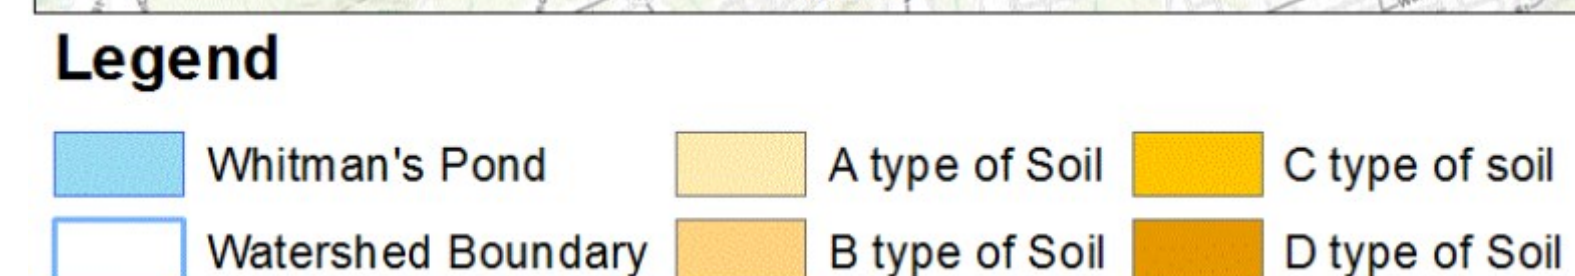 Legend
Whitman's Pond
A type of Soil
C type of soil
Watershed Boundary
B type of Soil
D type of Soil